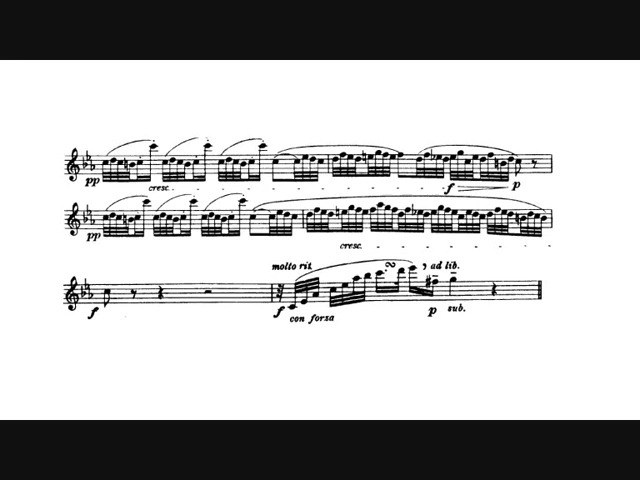 pp cresc. f p
pp cresc.
molto rit. ad lib.
f f con forza p sub.